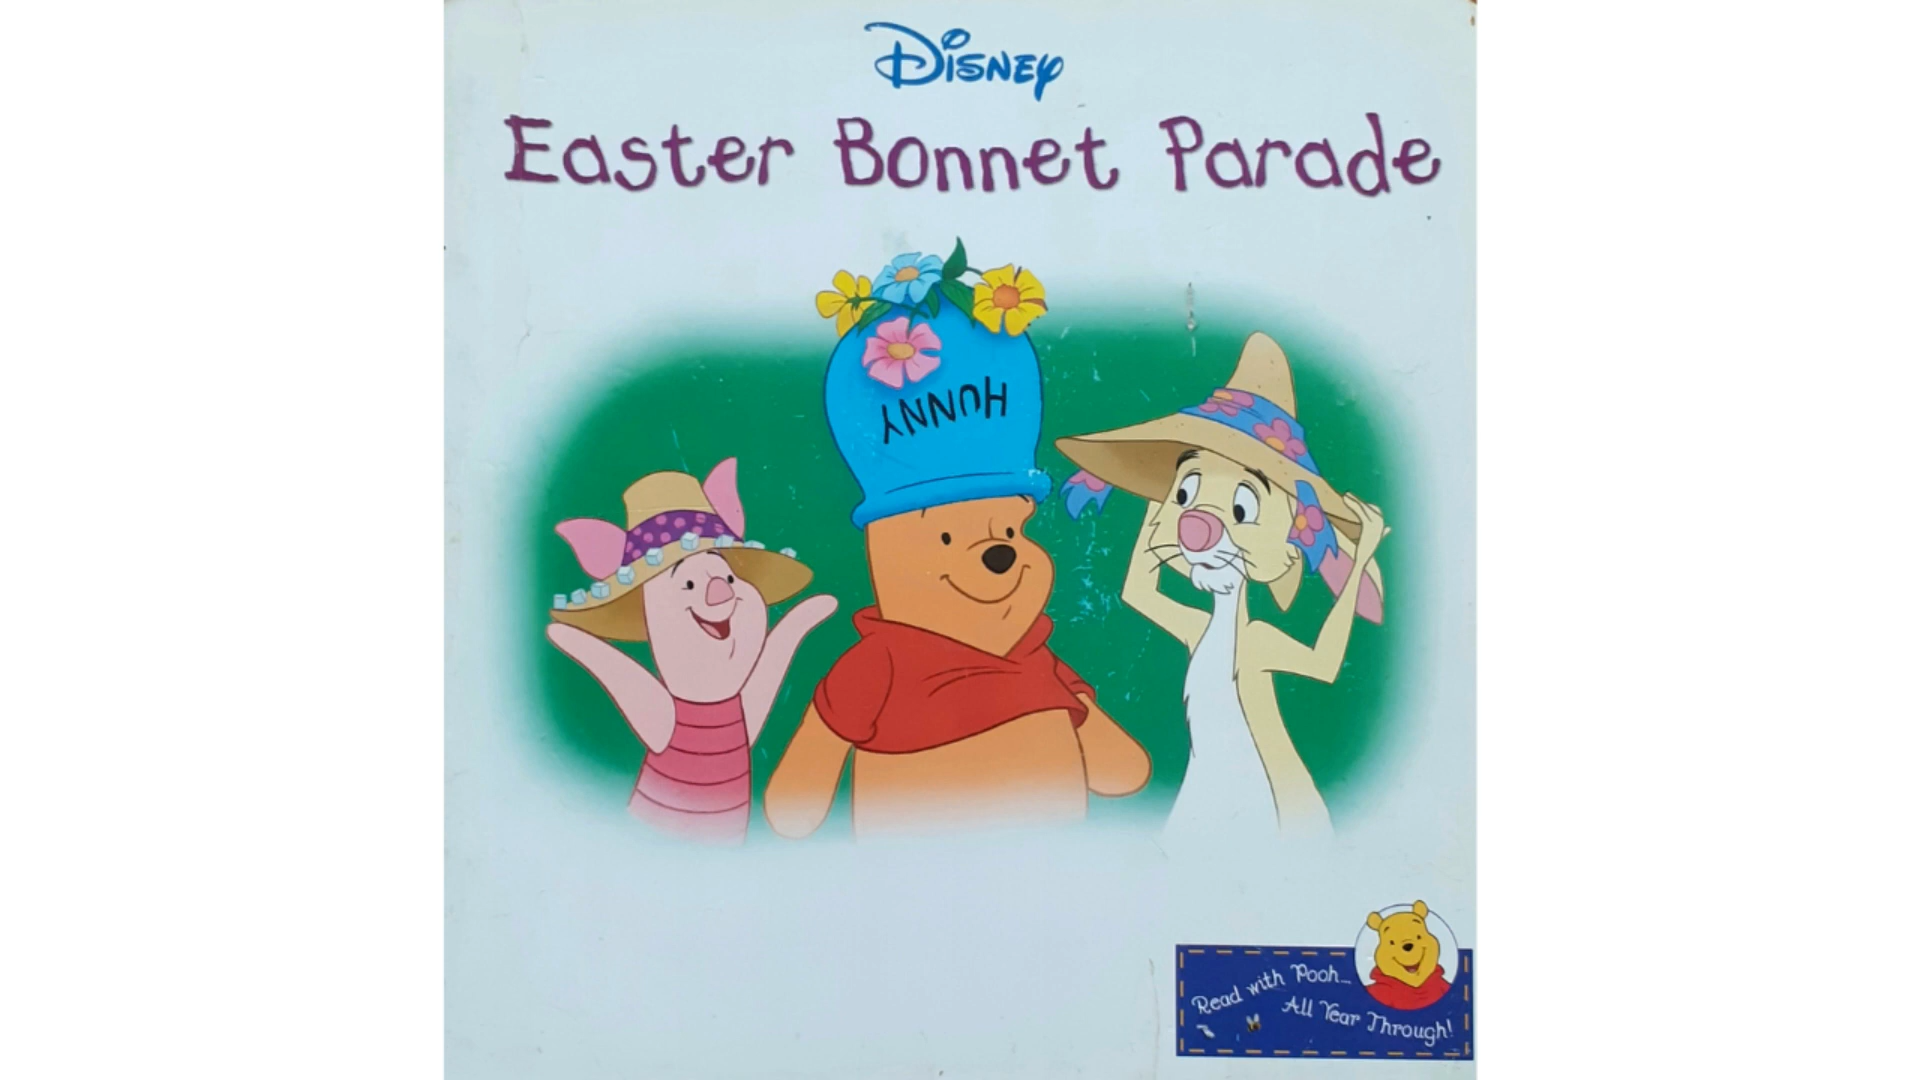 Disney
Easter Bonnet Parade
HUNNY
Read with Pooh...
All Year Through!